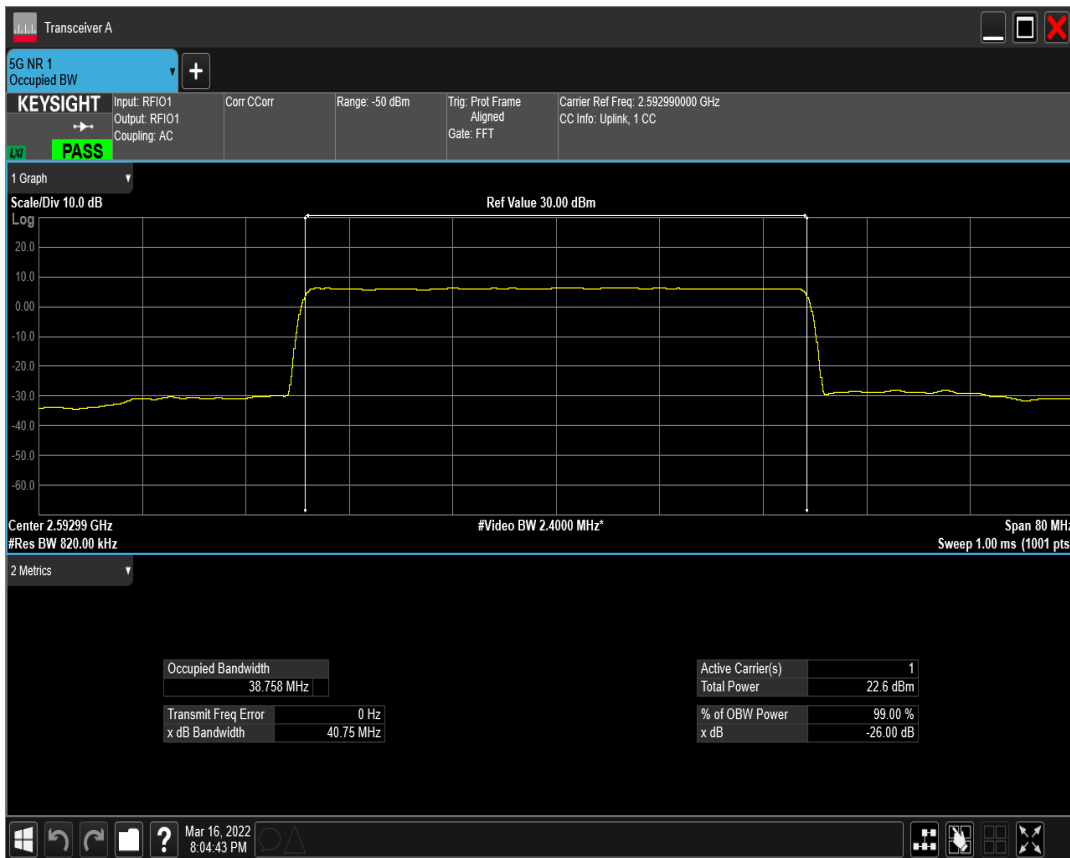 Transceiver A
5G NR 1
Occupied BW
+
KEYSIGHT
LXI
PASS
Input: RFIO1
Output: RFIO1
Coupling: AC
Corr CCorr
Range: -50 dBm
Trig: Prot Frame
Aligned
Gate: FFT
Carrier Ref Freq: 2.592990000 GHz
CC Info: Uplink, 1 CC
1 Graph
Scale/Div 10.0 dB
Ref Value 30.00 dBm
Log
20.0
10.0
0.00
-10.0
-20.0
-30.0
-40.0
-50.0
-60.0
Center 2.59299 GHz
#Video BW 2.4000 MHz*
Span 80 MHz
#Res BW 820.00 kHz
Sweep 1.00 ms (1001 pts
2 Metrics
Occupied Bandwidth
38.758 MHz
Transmit Freq Error 0 Hz
x dB Bandwidth 40.75 MHz
Active Carrier(s) 1
Total Power 22.6 dBm
% of OBW Power 99.00 %
x dB -26.00 dB
?
Mar 16, 2022
8:04:43 PM